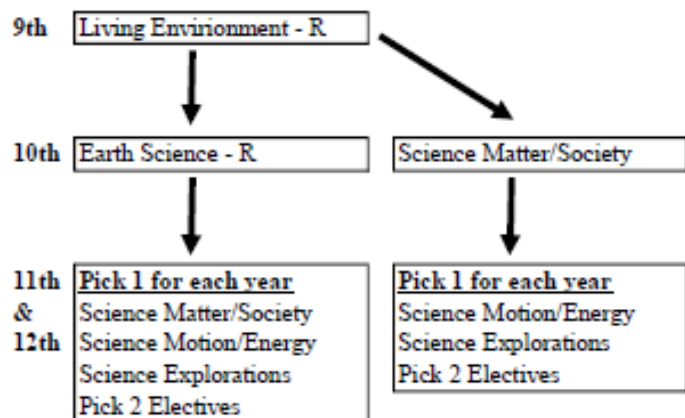 9th Living Envirionment - R
10th Earth Science - R Science Matter/Society
11th Pick 1 for each year Pick 1 for each year
& Science Matter/Society Science Motion/Energy
12th Science Motion/Energy Science Explorations
Science Explorations Pick 2 Electives
Pick 2 Electives